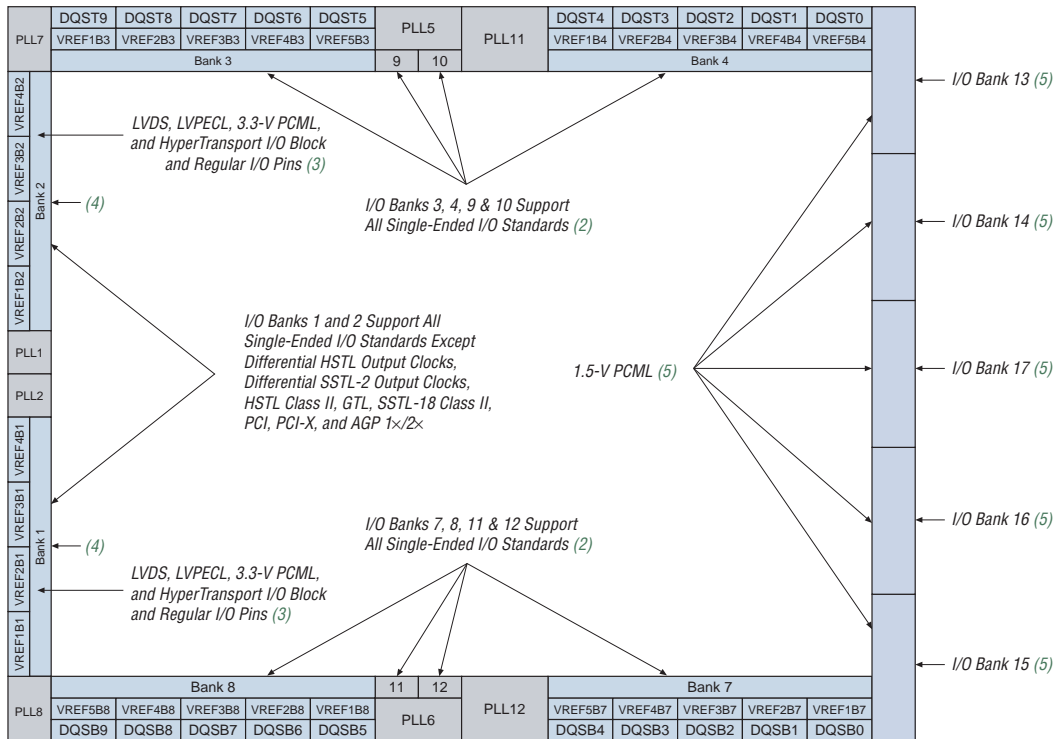 PLL7
DQST9 DQST8 DQST7 DQST6 DQST5
VREF1B3 VREF2B3 VREF3B3 VREF4B3 VREF5B3
Bank 3
PLL5
9 10
PLL11
DQST4 DQST3 DQST2 DQST1 DQST0
VREF1B4 VREF2B4 VREF3B4 VREF4B4 VREF5B4
Bank 4
VREF4B2
VREF3B2
VREF2B2
VREF1B2
Bank 2
LVDS, LVPECL, 3.3-V PCML,
and HyperTransport I/O Block
and Regular I/O Pins (3)
(4)
I/O Banks 3, 4, 9 & 10 Support
All Single-Ended I/O Standards (2)
I/O Bank 13 (5)
I/O Bank 14 (5)
PLL1
PLL2
I/O Banks 1 and 2 Support All
Single-Ended I/O Standards Except
Differential HSTL Output Clocks,
Differential SSTL-2 Output Clocks,
HSTL Class II, GTL, SSTL-18 Class II,
PCI, PCI-X, and AGP 1×/2×
1.5-V PCML (5)
I/O Bank 17 (5)
VREF4B1
VREF3B1
VREF2B1
VREF1B1
Bank 1
(4)
LVDS, LVPECL, 3.3-V PCML,
and HyperTransport I/O Block
and Regular I/O Pins (3)
I/O Banks 7, 8, 11 & 12 Support
All Single-Ended I/O Standards (2)
I/O Bank 16 (5)
I/O Bank 15 (5)
PLL8
Bank 8
VREF5B8 VREF4B8 VREF3B8 VREF2B8 VREF1B8
DQSB9 DQSB8 DQSB7 DQSB6 DQSB5
11 12
PLL6
PLL12
Bank 7
VREF5B7 VREF4B7 VREF3B7 VREF2B7 VREF1B7
DQSB4 DQSB3 DQSB2 DQSB1 DQSB0